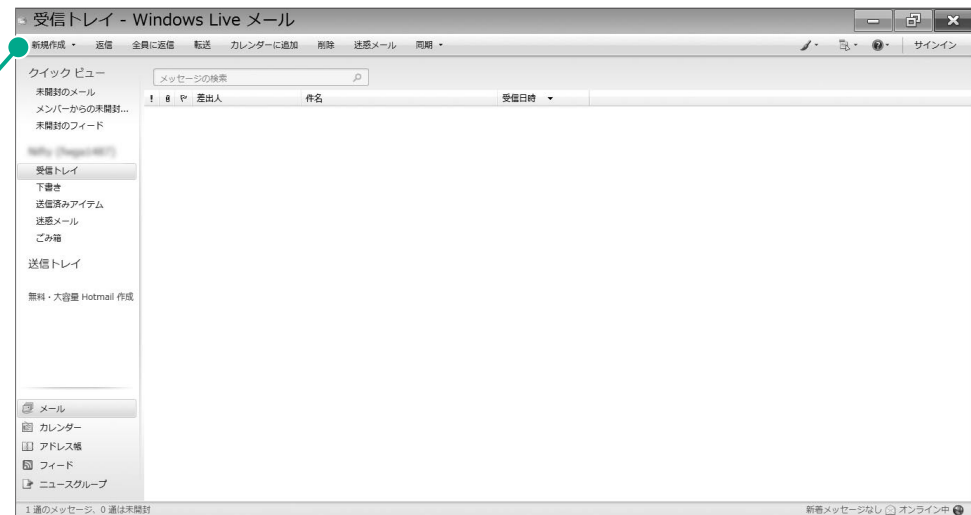 受信トレイ - Windows Live メール
新規作成 返信 全員に返信 転送 カレンダーに追加 削除 迷惑メール 同期 サインイン
クイック ビュー
未開封のメール
メンバーからの未開封...
未開封のフィード
受信トレイ
下書き
送信済みアイテム
迷惑メール
ごみ箱
送信トレイ
無料・大容量 Hotmail 作成
メッセージの検索
! 差出人 件名 受信日時
メール
カレンダー
アドレス帳
フィード
ニュースグループ
1 通のメッセージ、0 通は未開封 新着メッセージなし オンライン中